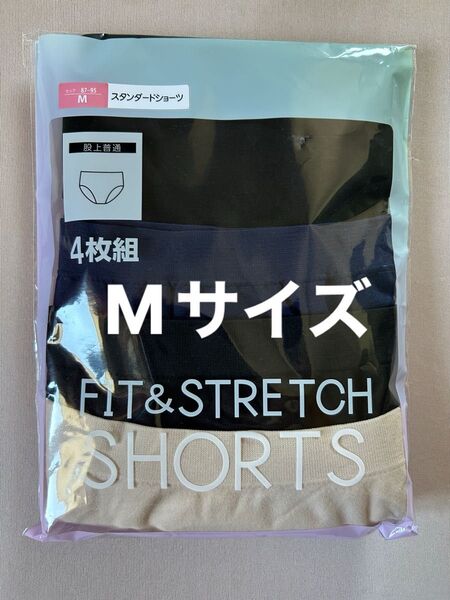 ヒップ 87-95
M
スタンダードショーツ
股上普通
4枚組
Mサイズ
FIT&STRETCH
SHORTS